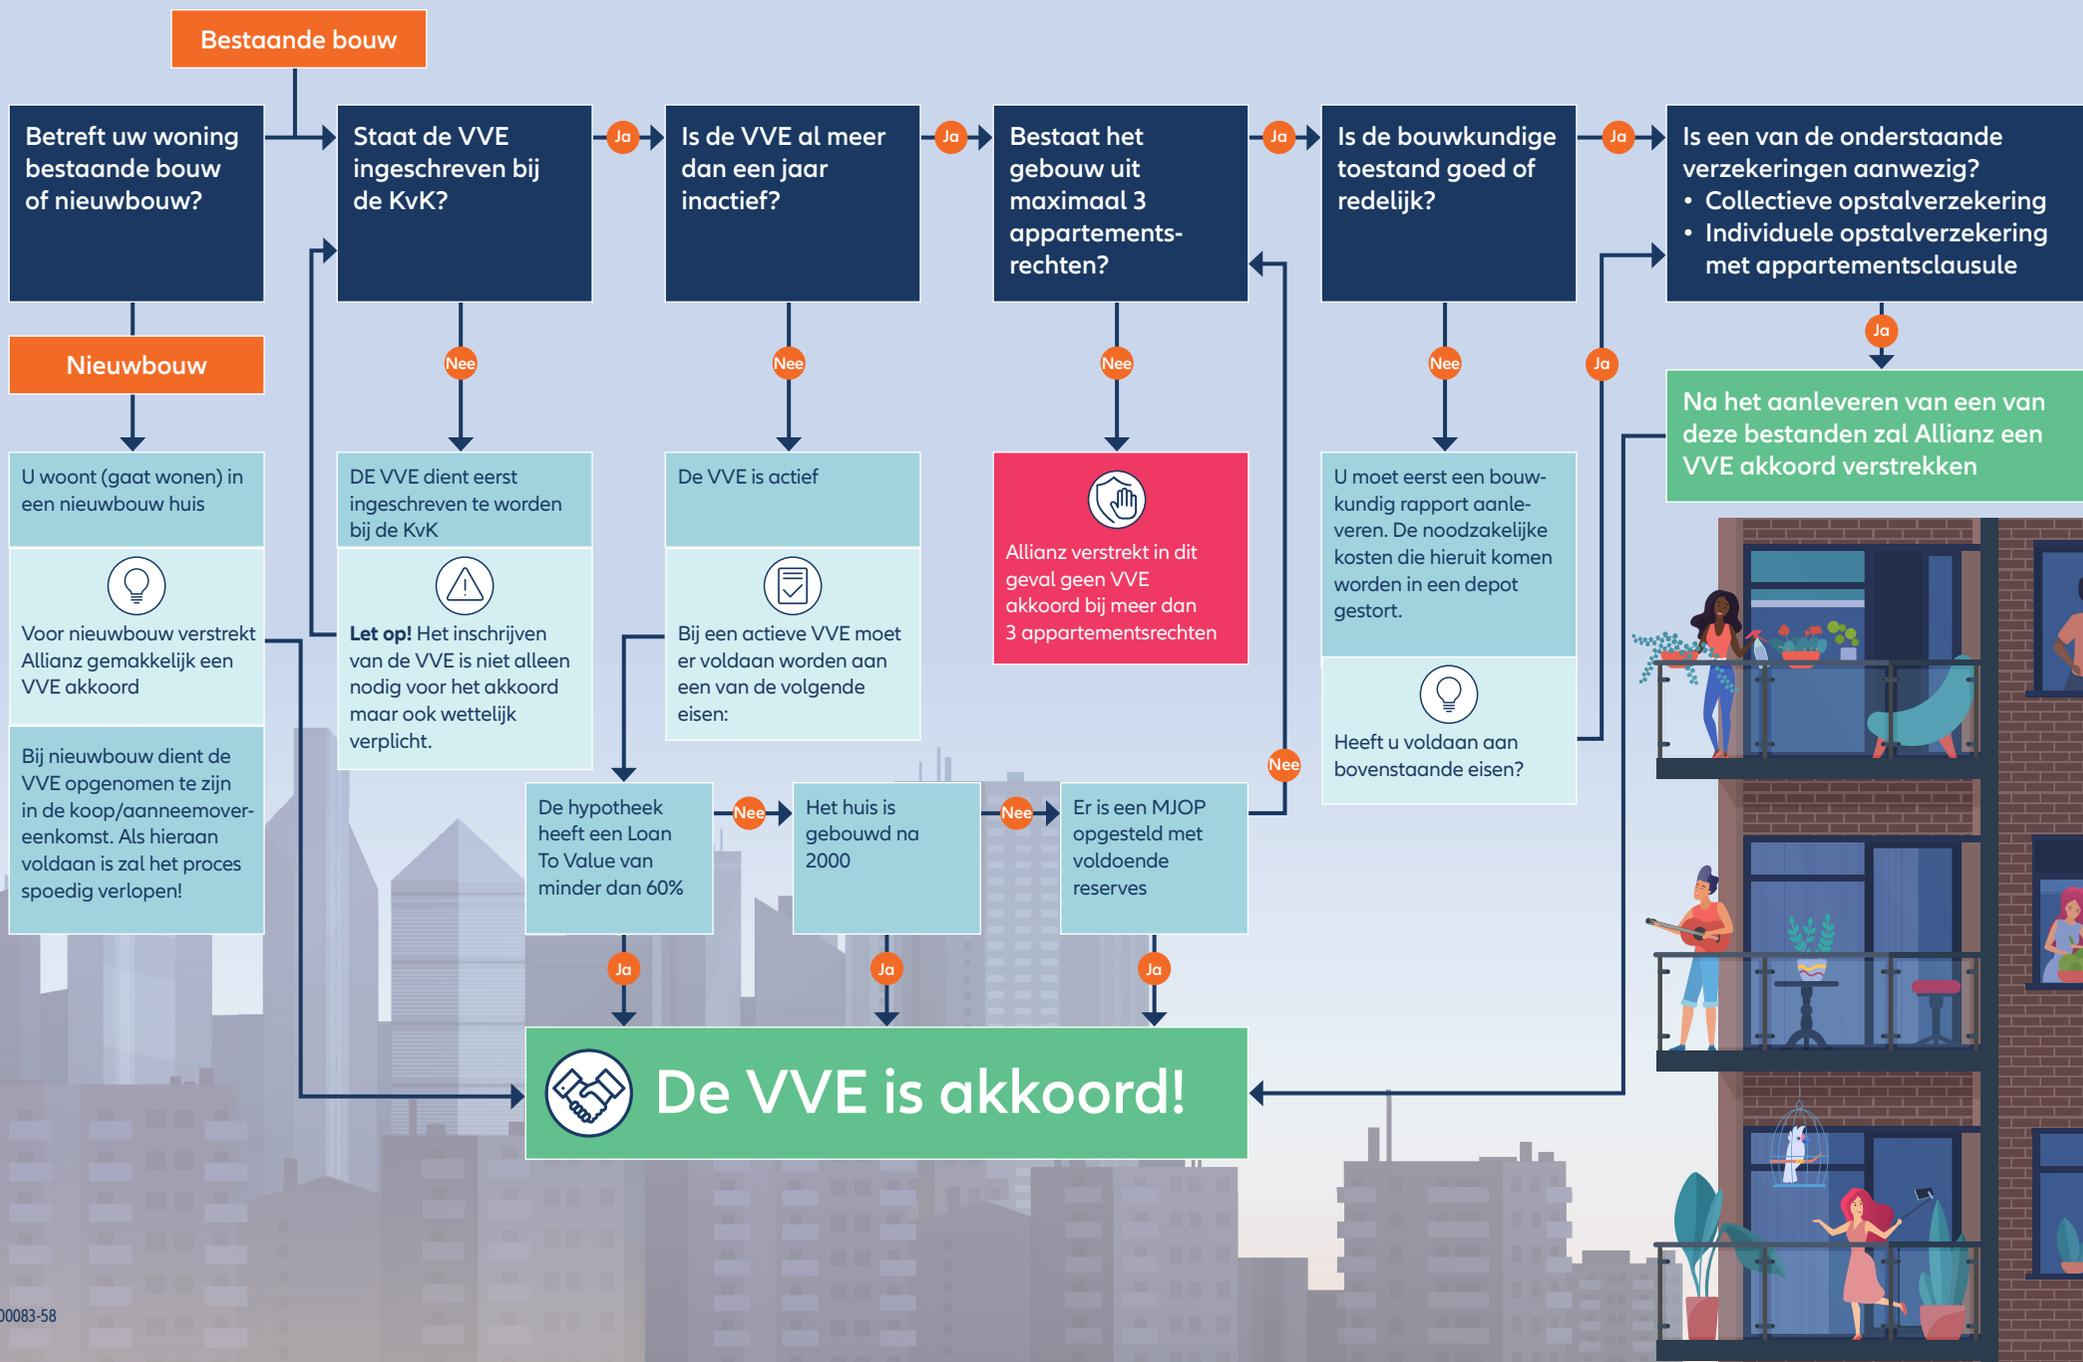 Bestaande bouw
Betreft uw woning
bestaande bouw
of nieuwbouw?
Staat de VVE
ingeschreven bij
de KvK?
Ja
Is de VVE al meer
dan een jaar
inactief?
Ja
Bestaat het
gebouw uit
maximaal 3
appartements-
rechten?
Ja
Is de bouwkundige
toestand goed of
redelijk?
Ja
Is een van de onderstaande
verzekeringen aanwezig?
• Collectieve opstalverzekering
• Individuele opstalverzekering
met appartementsclausule
Nieuwbouw
Nee
Nee
Nee
Nee
Ja
Ja
Na het aanleveren van een van
deze bestanden zal Allianz een
VVE akkoord verstrekken
U woont (gaat wonen) in
een nieuwbouw huis
Voor nieuwbouw verstrekt
Allianz gemakkelijk een
VVE akkoord
Bij nieuwbouw dient de
VVE opgenomen te zijn
in de koop/aanneemover-
eenkomst. Als hieraan
voldaan is zal het proces
spoedig verlopen!
DE VVE dient eerst
ingeschreven te worden
bij de KvK
Let op! Het inschrijven
van de VVE is niet alleen
nodig voor het akkoord
maar ook wettelijk
verplicht.
De VVE is actief
Bij een actieve VVE moet
er voldaan worden aan
een van de volgende
eisen:
Allianz verstrekt in dit
geval geen VVE
akkoord bij meer dan
3 appartementsrechten
U moet eerst een bouw-
kundig rapport aanle-
veren. De noodzakelijke
kosten die hieruit komen
worden in een depot
gestort.
Heeft u voldaan aan
bovenstaande eisen?
De hypotheek
heeft een Loan
To Value van
minder dan 60%
Nee
Het huis is
gebouwd na
2000
Nee
Er is een MJOP
opgesteld met
voldoende
reserves
Nee
Ja
Ja
Ja
De VVE is akkoord!
00083-58